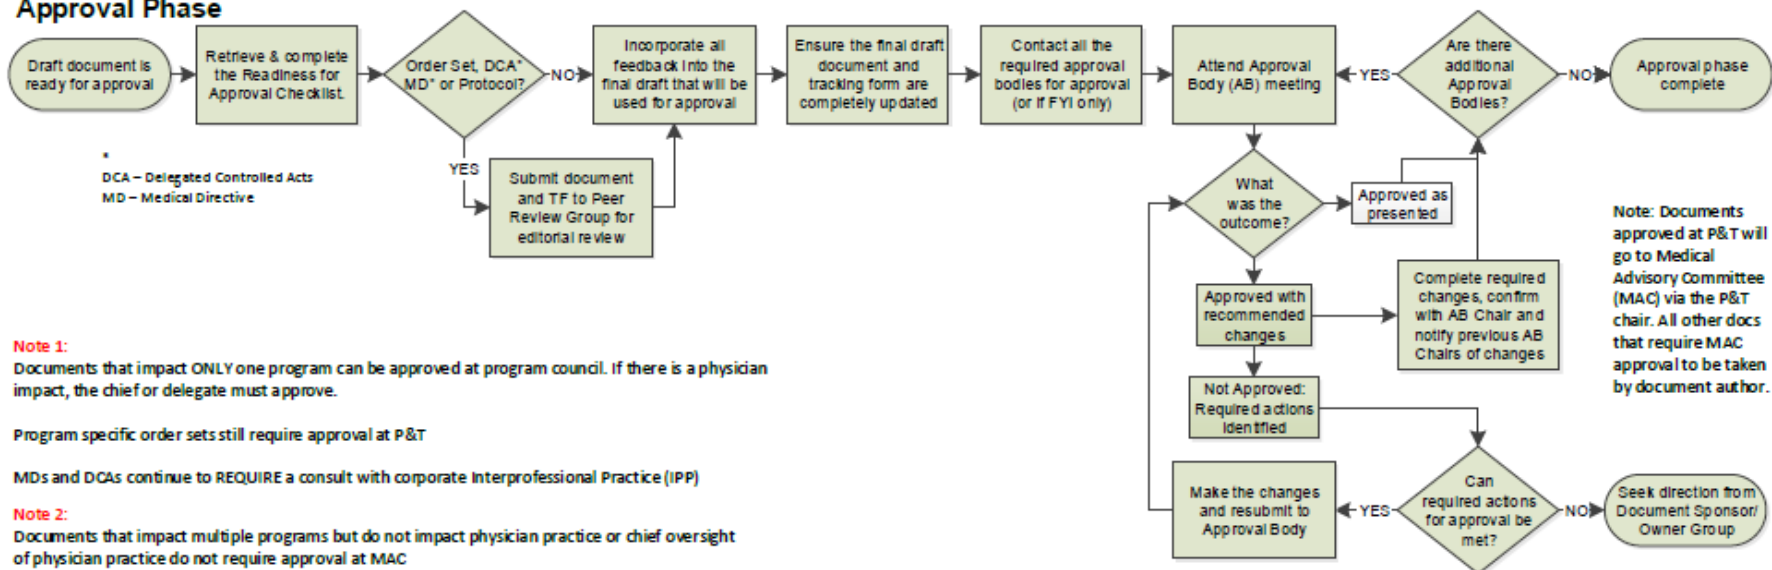 Approval Phase
Draft document is
ready for approval
Retrieve & complete
the Readiness for
Approval Checklist.
Order Set, DCA*
MD* or Protocol?
NO
YES
Submit document
and TF to Peer
Review Group for
editorial review
Incorporate all
feedback into the
final draft that will be
used for approval
Ensure the final draft
document and
tracking form are
completely updated
Contact all the
required approval
bodies for approval
(or if FYI only)
Attend Approval
Body (AB) meeting
YES
Are there
additional
Approval
Bodies?
NO
Approval phase
complete
*
DCA – Delegated Controlled Acts
MD – Medical Directive
What
was the
outcome?
Approved as
presented
Approved with
recommended
changes
Complete required
changes, confirm
with AB Chair and
notify previous AB
Chairs of changes
Not Approved:
Required actions
identified
Can
required actions
for approval be
met?
YES
Make the changes
and resubmit to
Approval Body
NO
Seek direction from
Document Sponsor/
Owner Group
Note: Documents
approved at P&T will
go to Medical
Advisory Committee
(MAC) via the P&T
chair. All other docs
that require MAC
approval to be taken
by document author.
Note 1:
Documents that impact ONLY one program can be approved at program council. If there is a physician
impact, the chief or delegate must approve.
Program specific order sets still require approval at P&T
MDs and DCAs continue to REQUIRE a consult with corporate Interprofessional Practice (IPP)
Note 2:
Documents that impact multiple programs but do not impact physician practice or chief oversight
of physician practice do not require approval at MAC